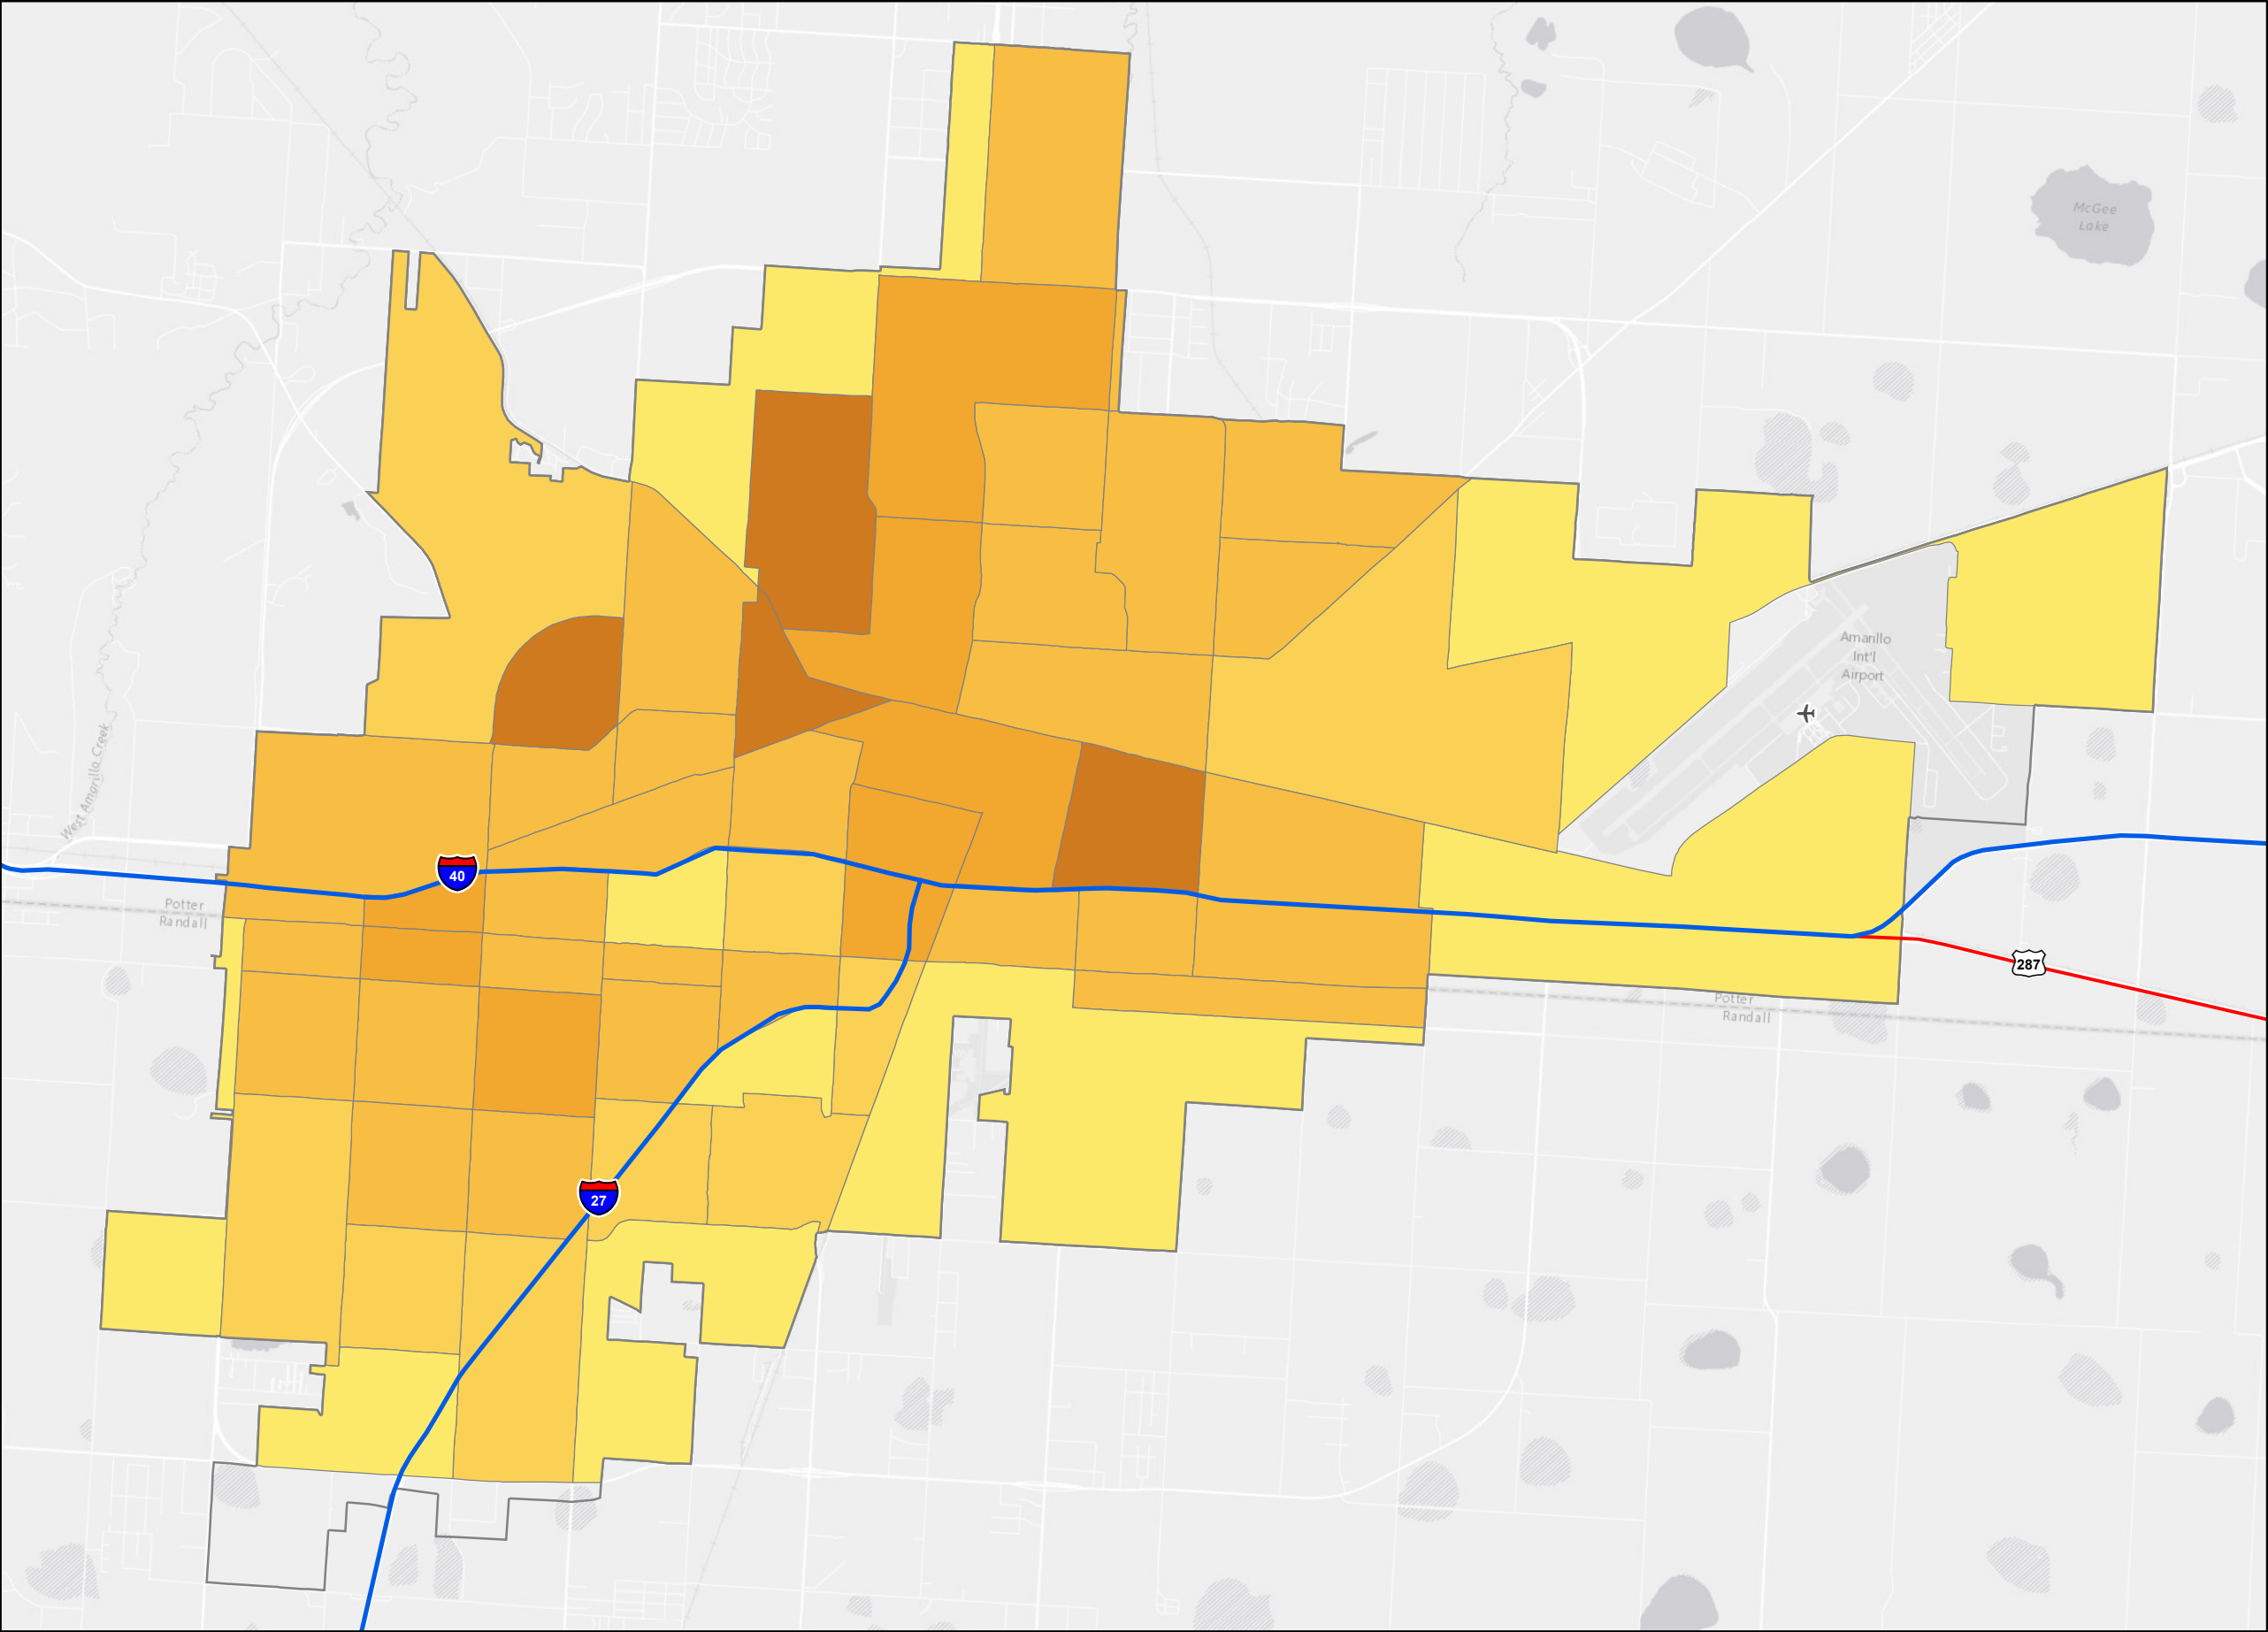 McGee
Lake
Amarillo
Int'l
Airport
West Amarillo Creek
40
Potter
Randall
287
Potter
Randall
27